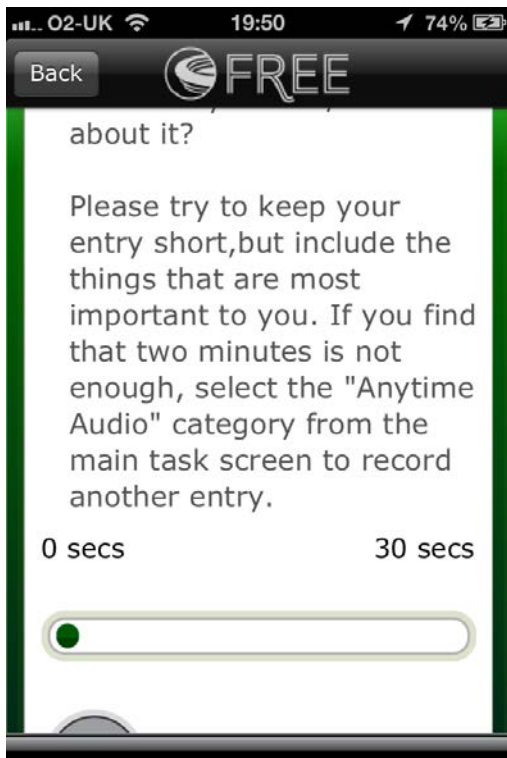 O2-UK 19:50 74%
Back FREE
about it?
Please try to keep your
entry short,but include the
things that are most
important to you. If you find
that two minutes is not
enough, select the "Anytime
Audio" category from the
main task screen to record
another entry.
0 secs 30 secs